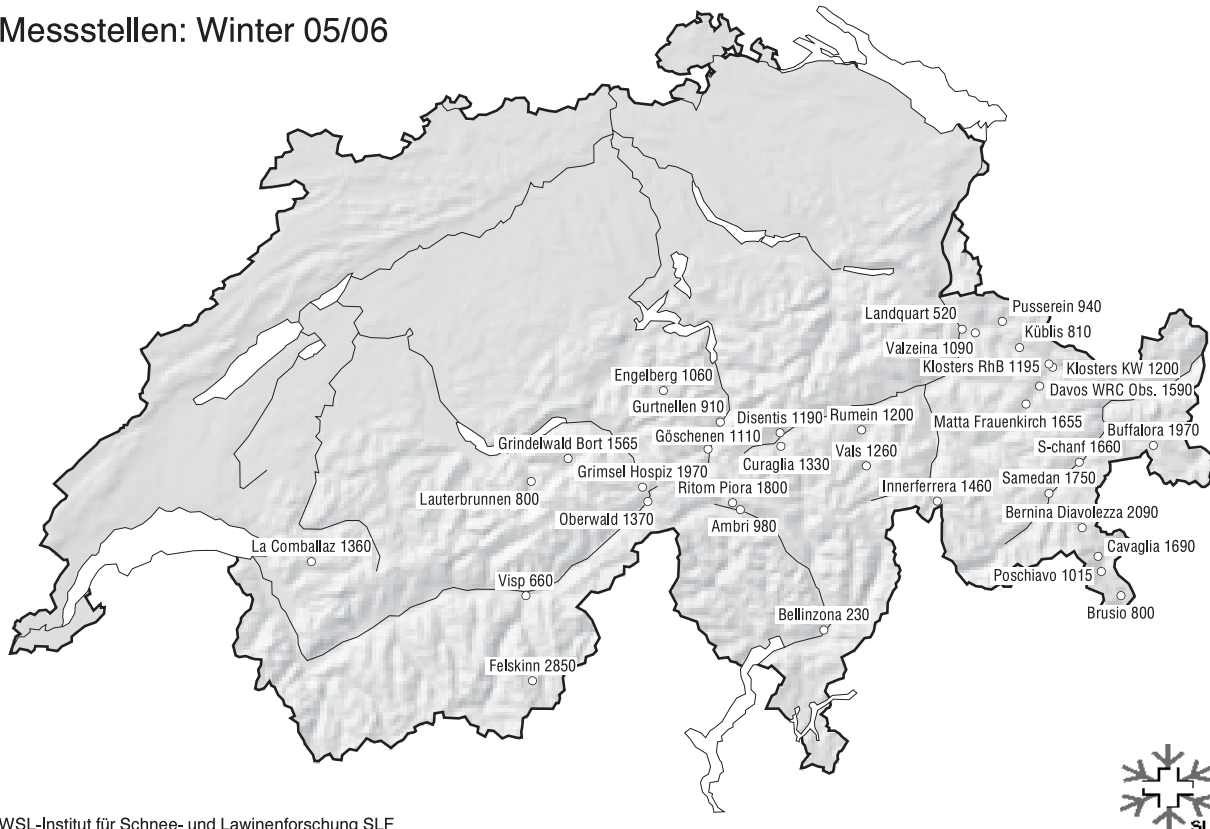 Messstellen: Winter 05/06
Pusserein 940
Landquart 520
Küblis 810
Valzeina 1090
Klosters RhB 1195
Klosters KW 1200
Engelberg 1060
Davos WRC Obs. 1590
Gurtnellen 910
Disentis 1190
Rumein 1200
Matta Frauenkirch 1655
Buffalora 1970
Göschenen 1110
Grindelwald Bort 1565
S-chanf 1660
Curaglia 1330
Vals 1260
Grimsel Hospiz 1970
Samedan 1750
Ritom Piora 1800
Innerferrera 1460
Lauterbrunnen 800
Oberwald 1370
Ambri 980
Bernina Diavolezza 2090
La Comballaz 1360
Cavaglia 1690
Poschiavo 1015
Visp 660
Brusio 800
Bellinzona 230
Felskinn 2850
WSL-Institut für Schnee- und Lawinenforschung SLF